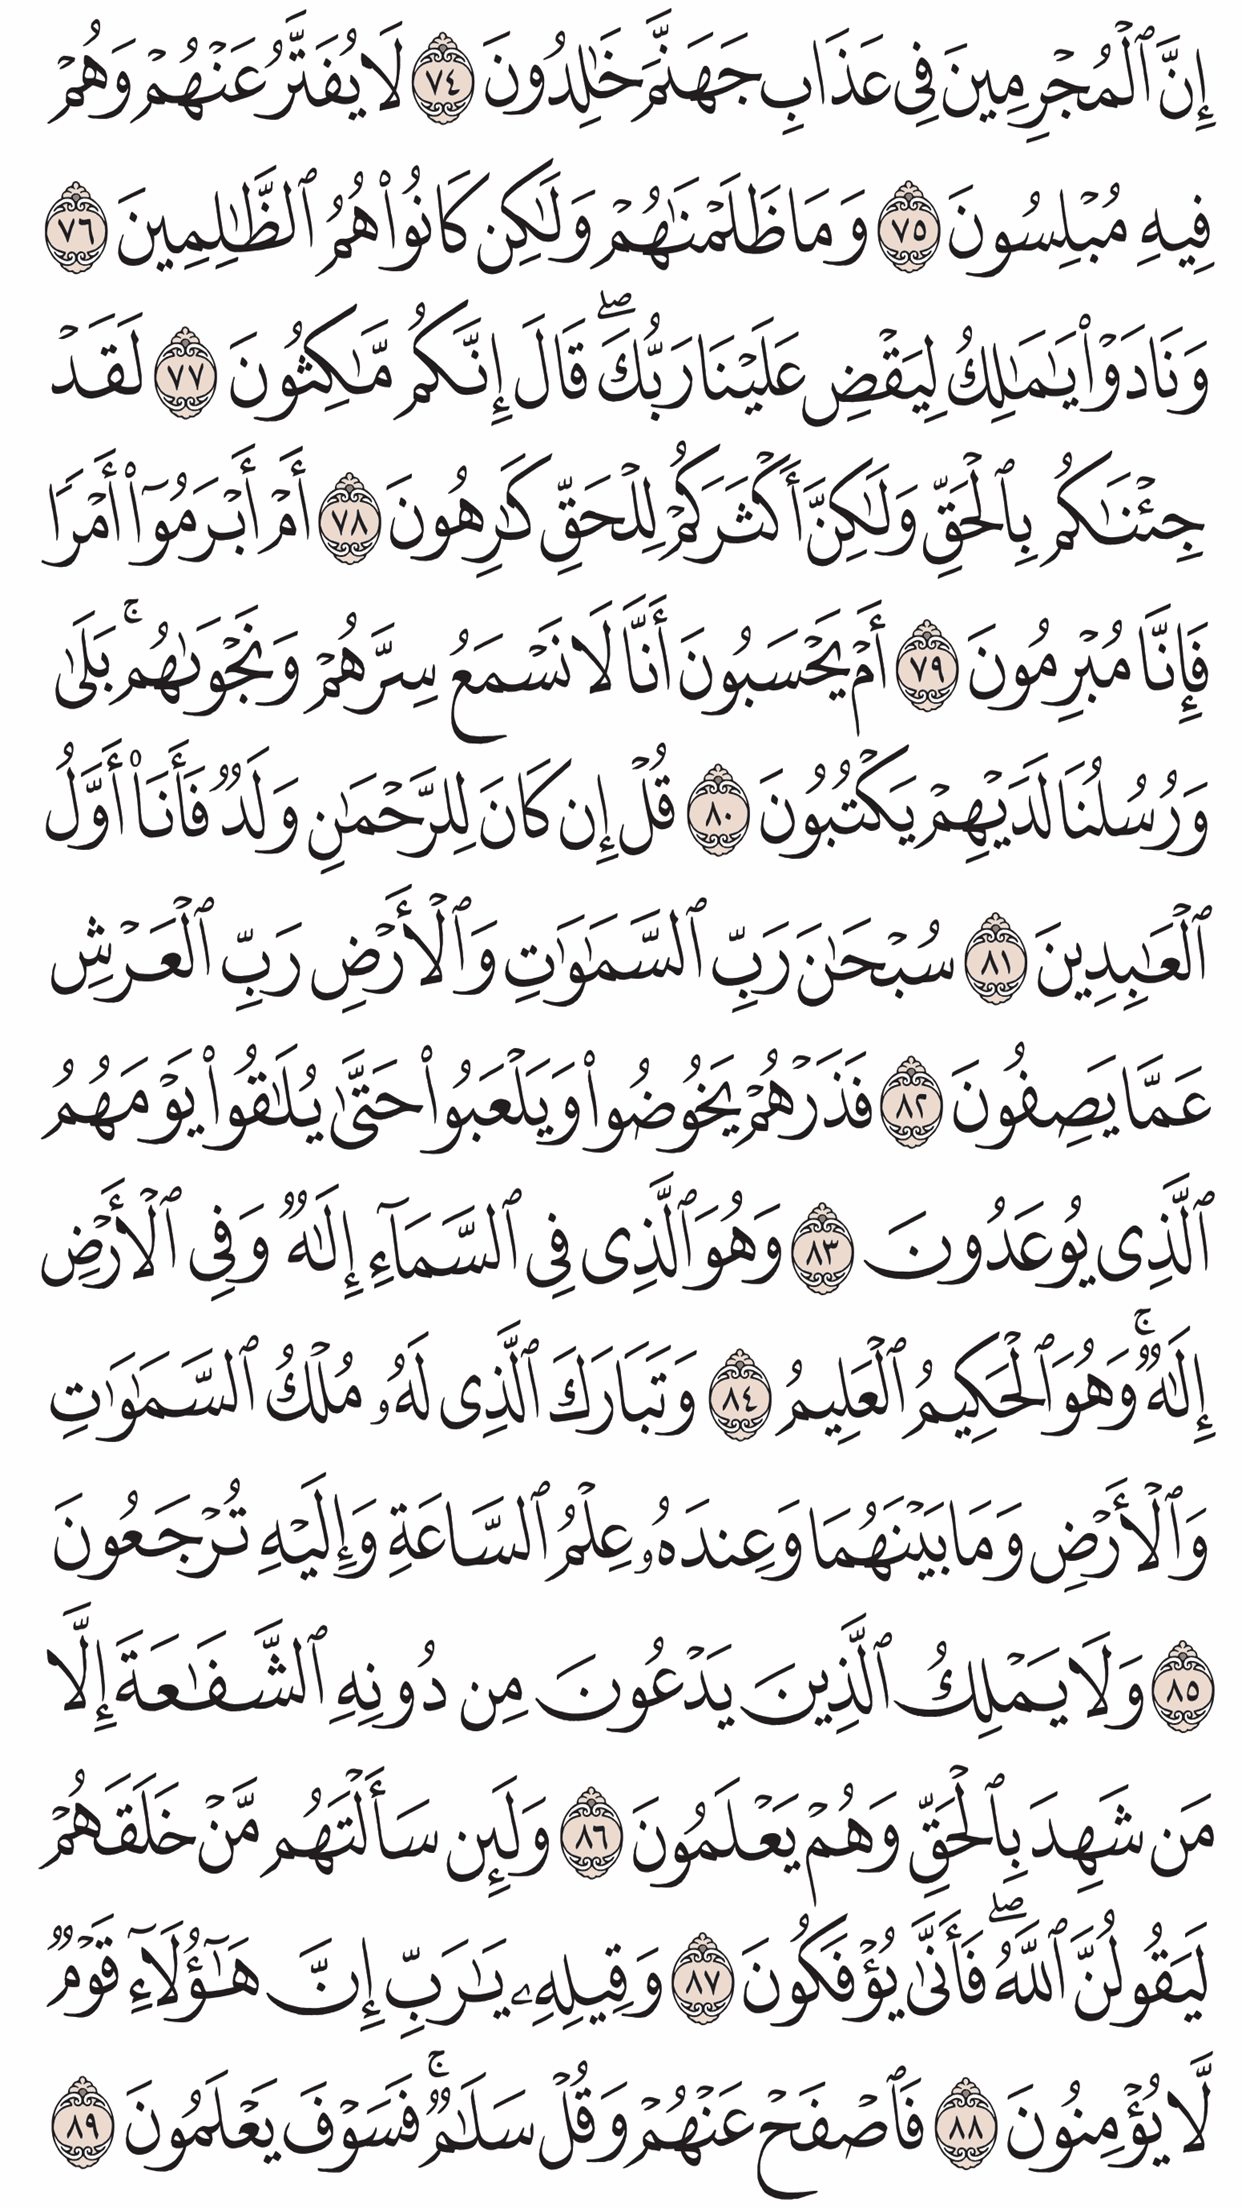 إِنَّ ٱلۡمُجۡرِمِينَ فِي عَذَابِ جَهَنَّمَ خَٰلِدُونَ ٧٤ لَا يُفَتَّرُ عَنۡهُمۡ وَهُمۡ
فِيهِ مُبۡلِسُونَ ٧٥ وَمَا ظَلَمۡنَٰهُمۡ وَلَٰكِن كَانُواْ هُمُ ٱلظَّٰلِمِينَ ٧٦
وَنَادَوۡاْ يَٰمَٰلِكُ لِيَقۡضِ عَلَيۡنَا رَبُّكَۖ قَالَ إِنَّكُم مَّٰكِثُونَ ٧٧ لَقَدۡ
جِئۡنَٰكُم بِٱلۡحَقِّ وَلَٰكِنَّ أَكۡثَرَكُمۡ لِلۡحَقِّ كَٰرِهُونَ ٧٨ أَمۡ أَبۡرَمُوٓاْ أَمۡرٗا
فَإِنَّا مُبۡرِمُونَ ٧٩ أَمۡ يَحۡسَبُونَ أَنَّا لَا نَسۡمَعُ سِرَّهُمۡ وَنَجۡوَىٰهُمۚ بَلَىٰ
وَرُسُلُنَا لَدَيۡهِمۡ يَكۡتُبُونَ ٨٠ قُلۡ إِن كَانَ لِلرَّحۡمَٰنِ وَلَدٞ فَأَنَا۠ أَوَّلُ
ٱلۡعَٰبِدِينَ ٨١ سُبۡحَٰنَ رَبِّ ٱلسَّمَٰوَٰتِ وَٱلۡأَرۡضِ رَبِّ ٱلۡعَرۡشِ
عَمَّا يَصِفُونَ ٨٢ فَذَرۡهُمۡ يَخُوضُواْ وَيَلۡعَبُواْ حَتَّىٰ يُلَٰقُواْ يَوۡمَهُمُ
ٱلَّذِي يُوعَدُونَ ٨٣ وَهُوَ ٱلَّذِي فِي ٱلسَّمَآءِ إِلَٰهٞ وَفِي ٱلۡأَرۡضِ
إِلَٰهٞۚ وَهُوَ ٱلۡحَكِيمُ ٱلۡعَلِيمُ ٨٤ وَتَبَارَكَ ٱلَّذِي لَهُۥ مُلۡكُ ٱلسَّمَٰوَٰتِ
وَٱلۡأَرۡضِ وَمَا بَيۡنَهُمَا وَعِندَهُۥ عِلۡمُ ٱلسَّاعَةِ وَإِلَيۡهِ تُرۡجَعُونَ
٨٥ وَلَا يَمۡلِكُ ٱلَّذِينَ يَدۡعُونَ مِن دُونِهِ ٱلشَّفَٰعَةَ إِلَّا
مَن شَهِدَ بِٱلۡحَقِّ وَهُمۡ يَعۡلَمُونَ ٨٦ وَلَئِن سَأَلۡتَهُم مَّنۡ خَلَقَهُمۡ
لَيَقُولُنَّ ٱللَّهُۖ فَأَنَّىٰ يُؤۡفَكُونَ ٨٧ وَقِيلِهِۦ يَٰرَبِّ إِنَّ هَٰٓؤُلَآءِ قَوۡمٞ
لَّا يُؤۡمِنُونَ ٨٨ فَٱصۡفَحۡ عَنۡهُمۡ وَقُلۡ سَلَٰمٞۚ فَسَوۡفَ يَعۡلَمُونَ ٨٩